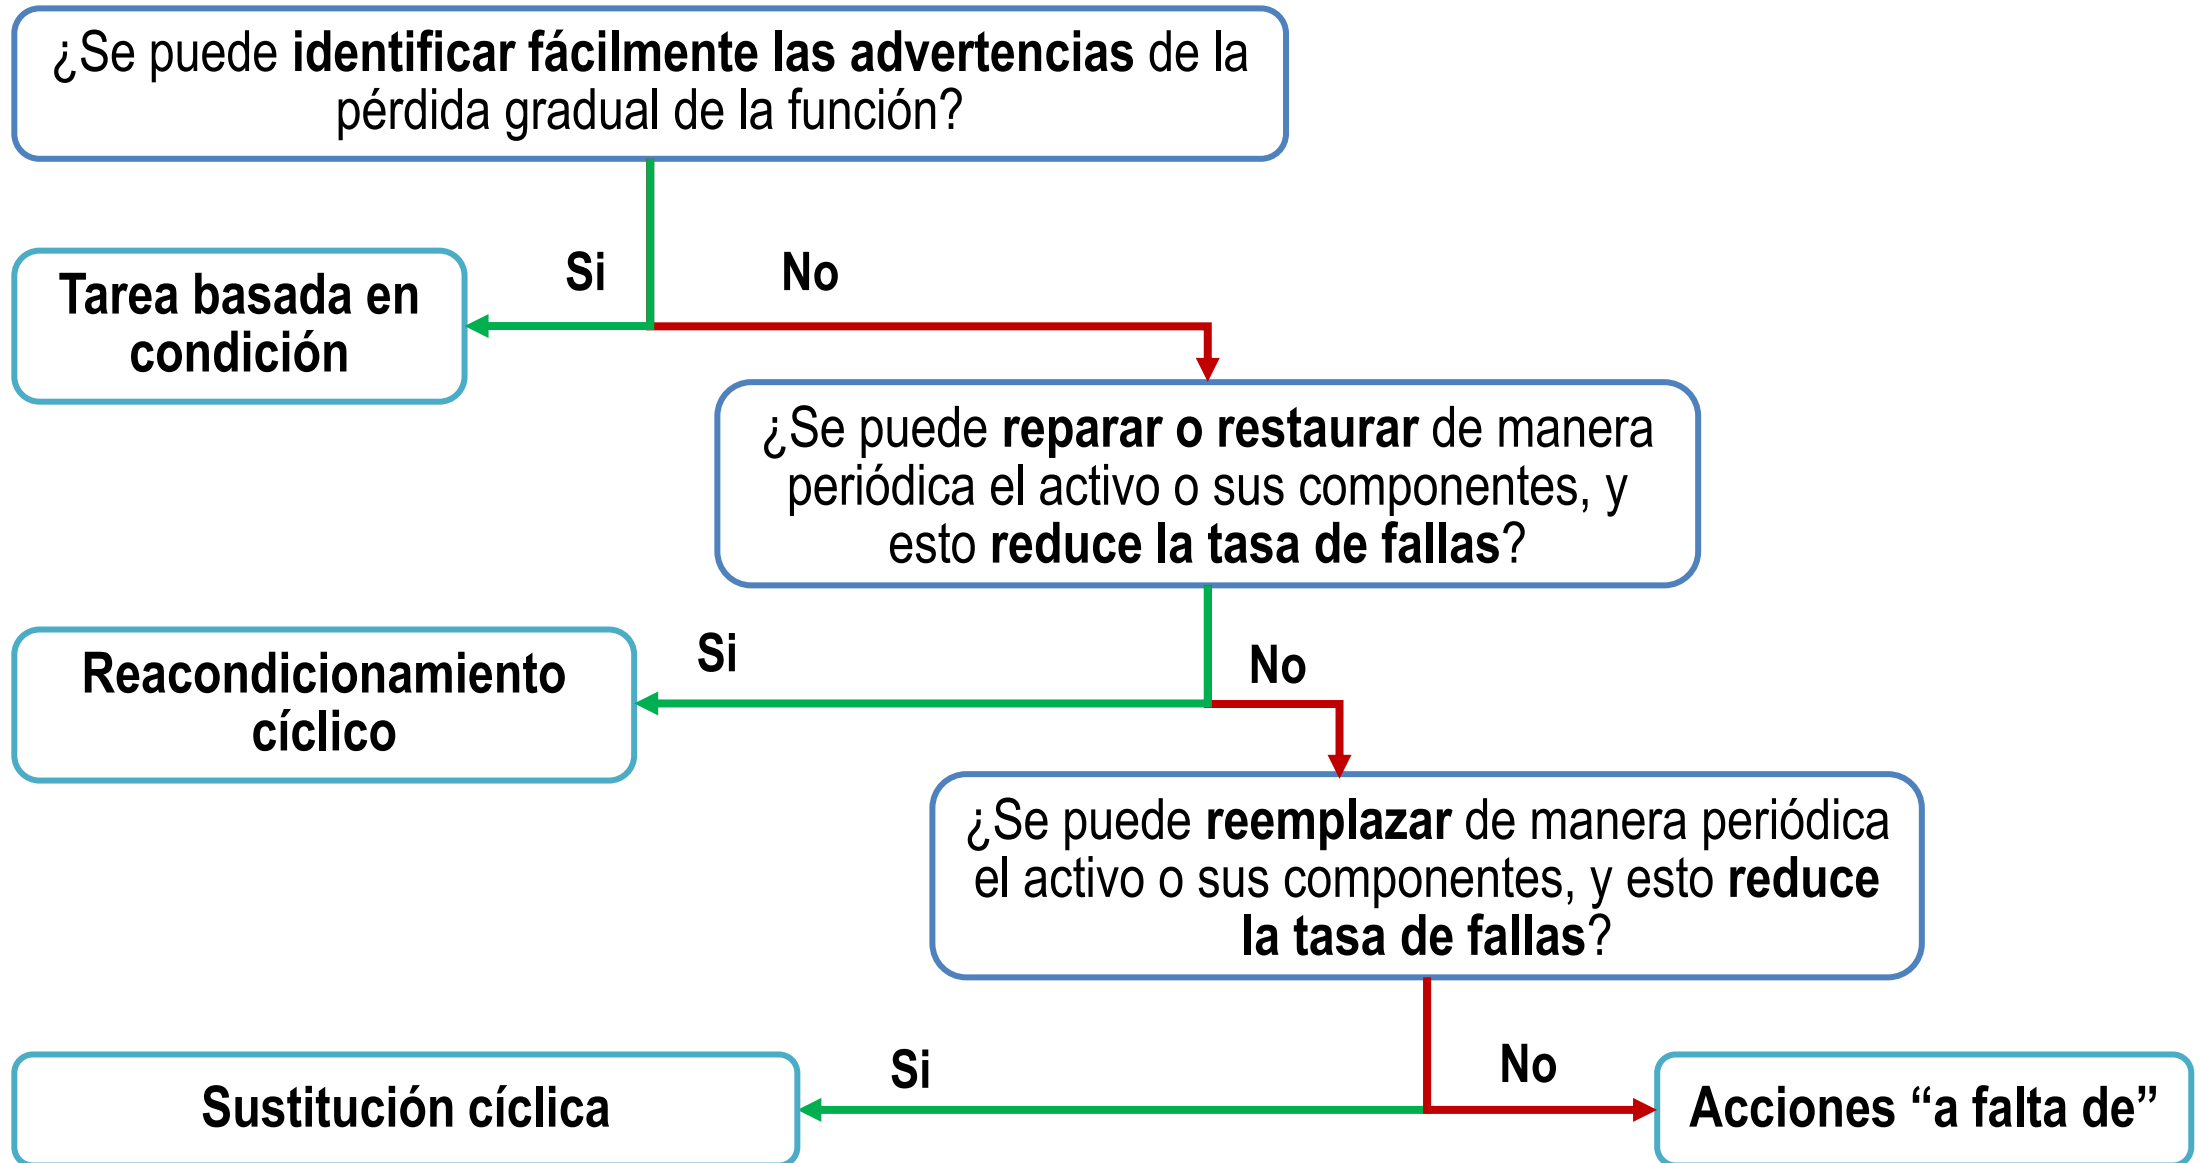 ¿Se puede identificar fácilmente las advertencias de la
pérdida gradual de la función?
Si
No
Tarea basada en
condición
¿Se puede reparar o restaurar de manera
periódica el activo o sus componentes, y
esto reduce la tasa de fallas?
Si
No
Reacondicionamiento
cíclico
¿Se puede reemplazar de manera periódica
el activo o sus componentes, y esto reduce
la tasa de fallas?
Si
No
Sustitución cíclica
Acciones “a falta de”